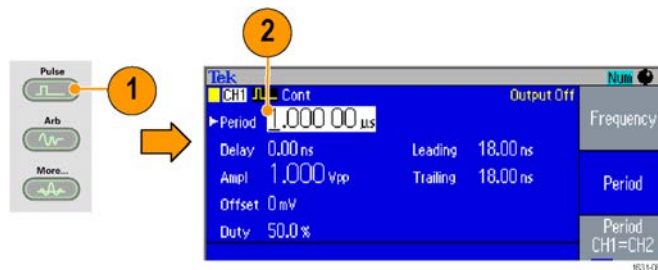 2
Pulse
1
Arb
More...
Tek Num
CH1 Cont Output Off
Period 1.000 00 µs
Frequency
Delay 0.00 ns Leading 18.00 ns
Ampl 1.000 Vpp Trailing 18.00 ns
Period
Offset 0 mV
Duty 50.0 %
Period
CH1=CH2